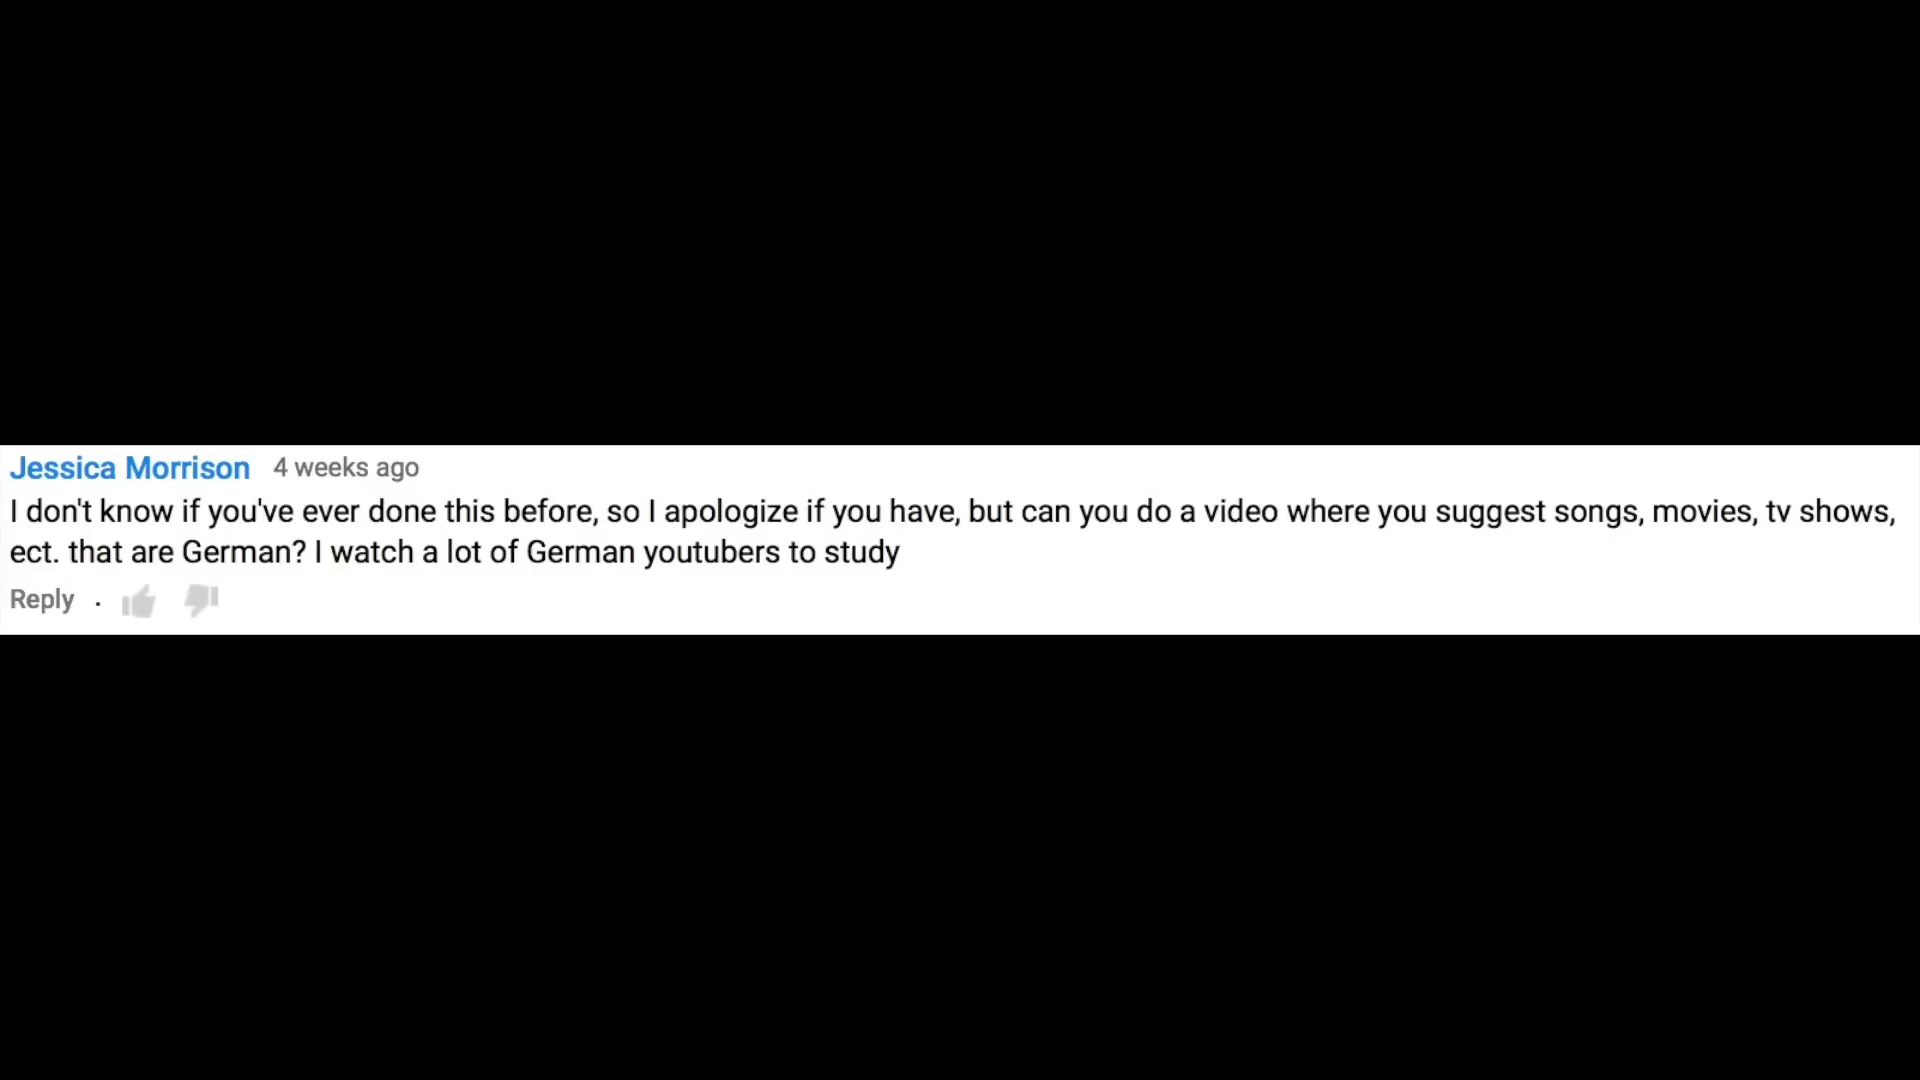 Jessica Morrison 4 weeks ago
I don't know if you've ever done this before, so I apologize if you have, but can you do a video where you suggest songs, movies, tv shows,
ect. that are German? I watch a lot of German youtubers to study
Reply ·